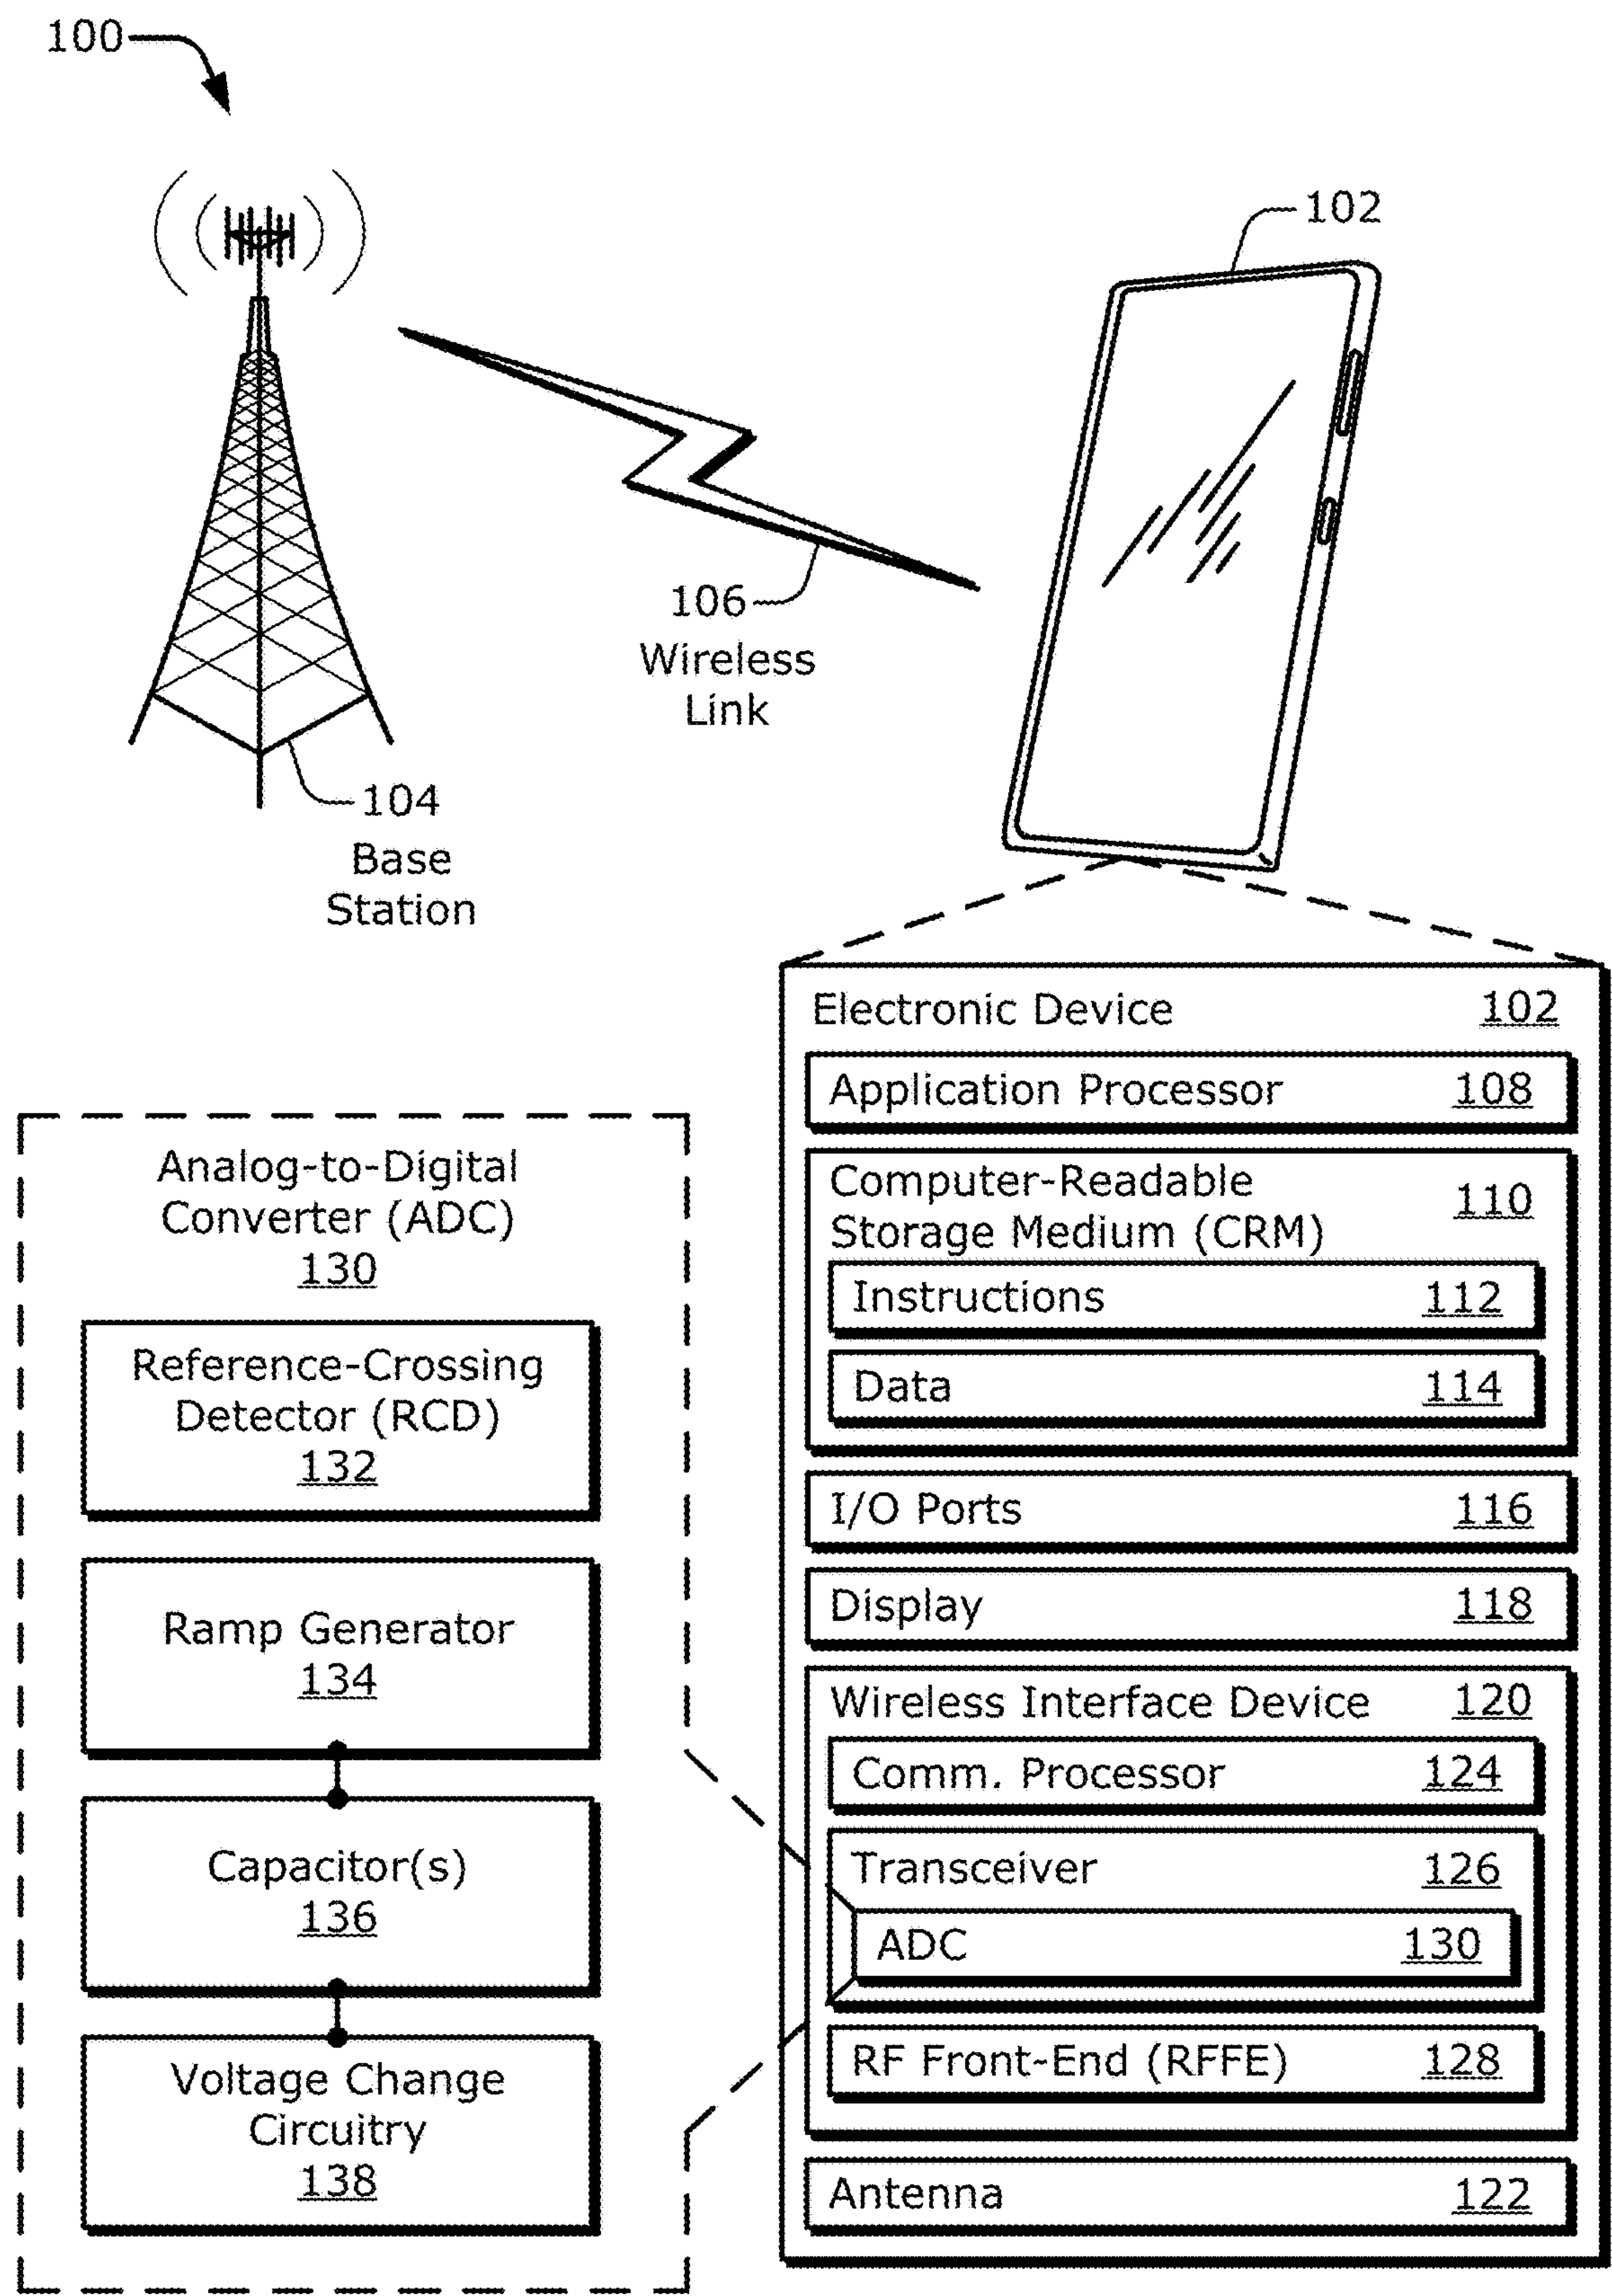 100
102
106
Wireless
Link
104
Base
Station
Electronic Device 102
Application Processor 108
Computer-Readable
Storage Medium (CRM) 110
Instructions 112
Data 114
I/O Ports 116
Display 118
Wireless Interface Device 120
Comm. Processor 124
Transceiver 126
ADC 130
RF Front-End (RFFE) 128
Antenna 122
Analog-to-Digital
Converter (ADC)
130
Reference-Crossing
Detector (RCD)
132
Ramp Generator
134
Capacitor(s)
136
Voltage Change
Circuitry
138